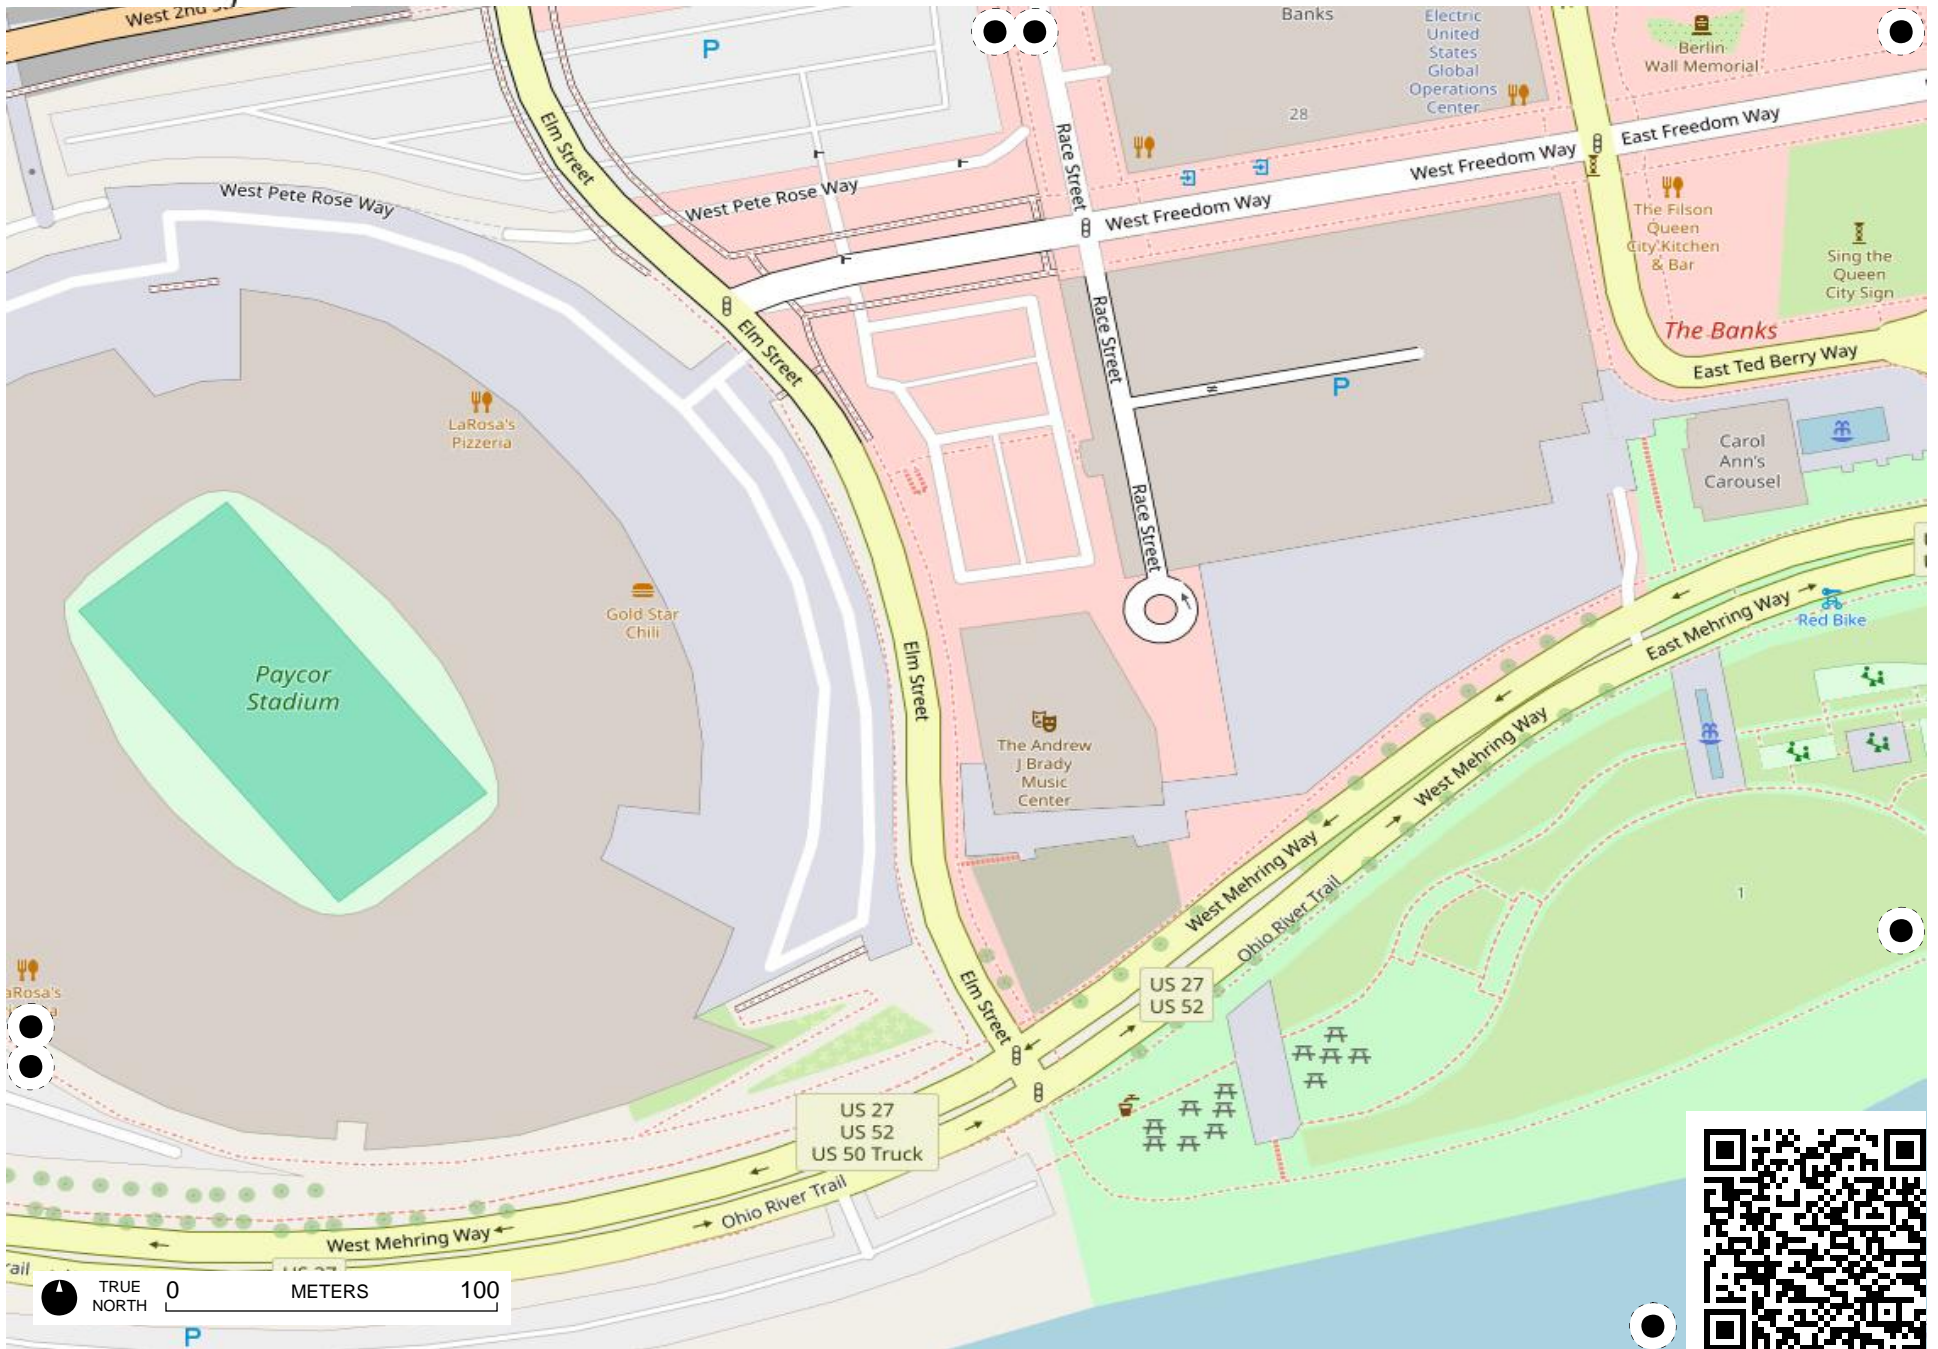 West 2nd
Banks
Electric
United
States
Global
Operations
Center
28
Berlin
Wall Memorial
Elm Street
Race Street
East Freedom Way
West Freedom Way
West Freedom Way
West Pete Rose Way
West Pete Rose Way
The Filson
Queen
City Kitchen
& Bar
Sing the
Queen
City Sign
The Banks
East Ted Berry Way
Elm Street
Race Street
P
P
LaRosa's
Pizzeria
Carol
Ann's
Carousel
Race Street
Gold Star
Chili
Red Bike
East Mehring Way
Paycor
Stadium
Elm Street
The Andrew
J Brady
Music
Center
West Mehring Way
West Mehring Way
Ohio River Trail
1
US 27
US 52
Elm Street
US 27
US 52
US 50 Truck
Ohio River Trail
West Mehring Way
TRUE
NORTH
0 METERS 100
P